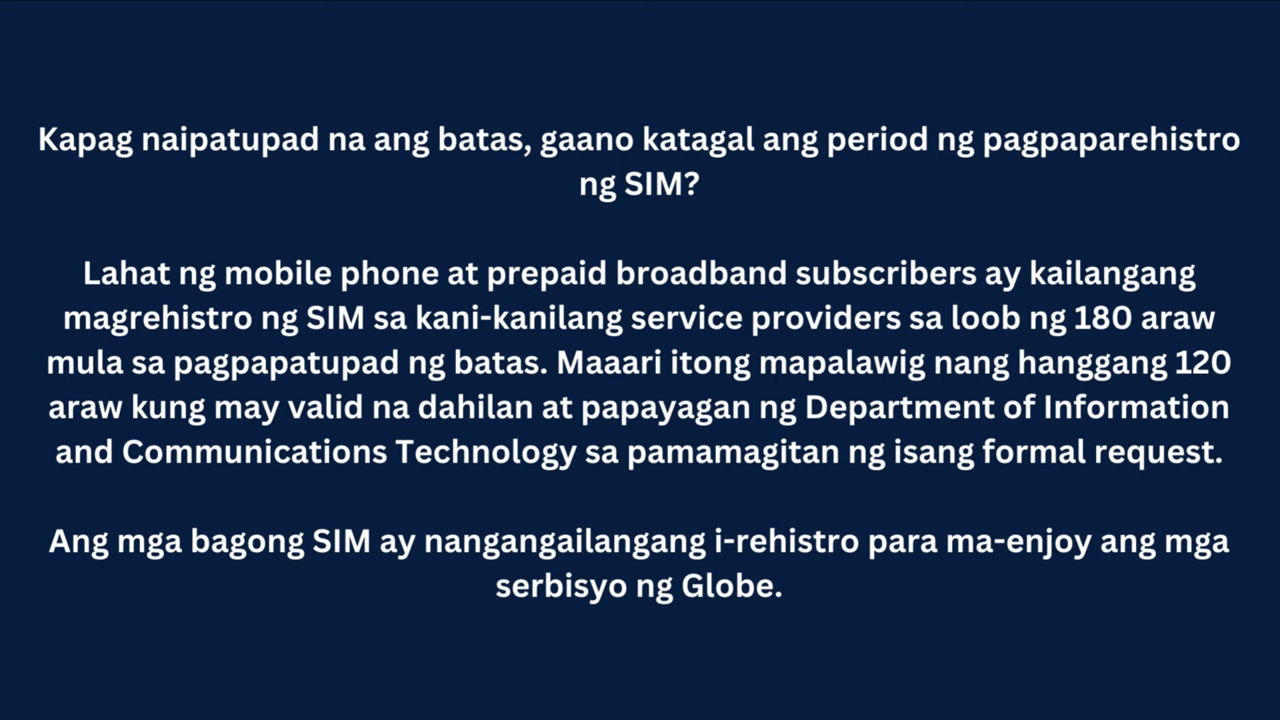 Kapag naipatupad na ang batas, gaano katagal ang period ng pagpaparehistro
ng SIM?
Lahat ng mobile phone at prepaid broadband subscribers ay kailangang
magrehistro ng SIM sa kani-kanilang service providers sa loob ng 180 araw
mula sa pagpapatupad ng batas. Maaari itong mapalawig nang hanggang 120
araw kung may valid na dahilan at papayagan ng Department of Information
and Communications Technology sa pamamagitan ng isang formal request.
Ang mga bagong SIM ay nangangailangang i-rehistro para ma-enjoy ang mga
serbisyo ng Globe.